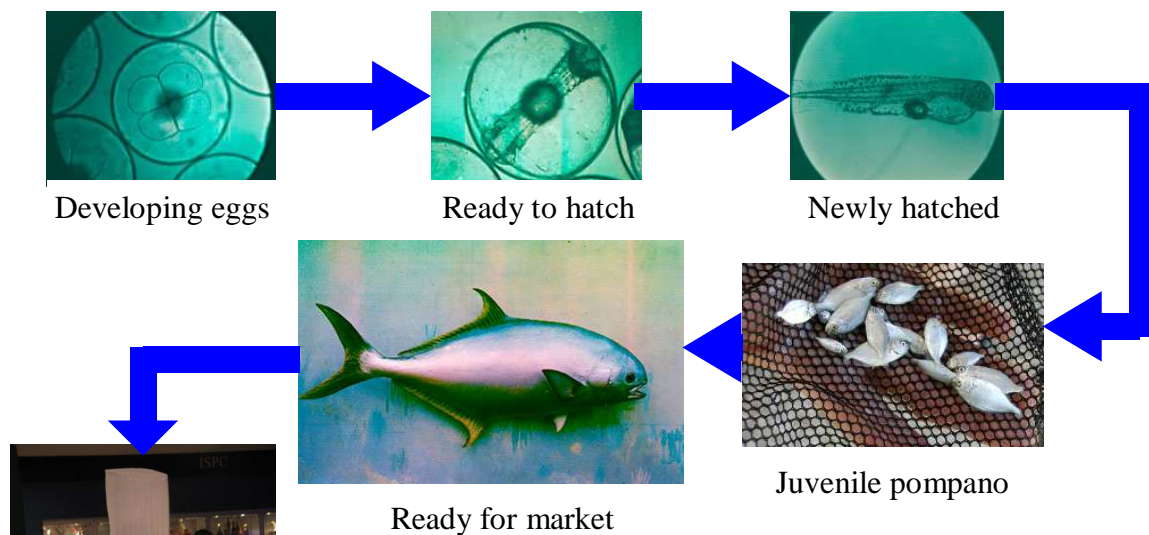 Developing eggs
Ready to hatch
Newly hatched
Juvenile pompano
Ready for market
ISPC